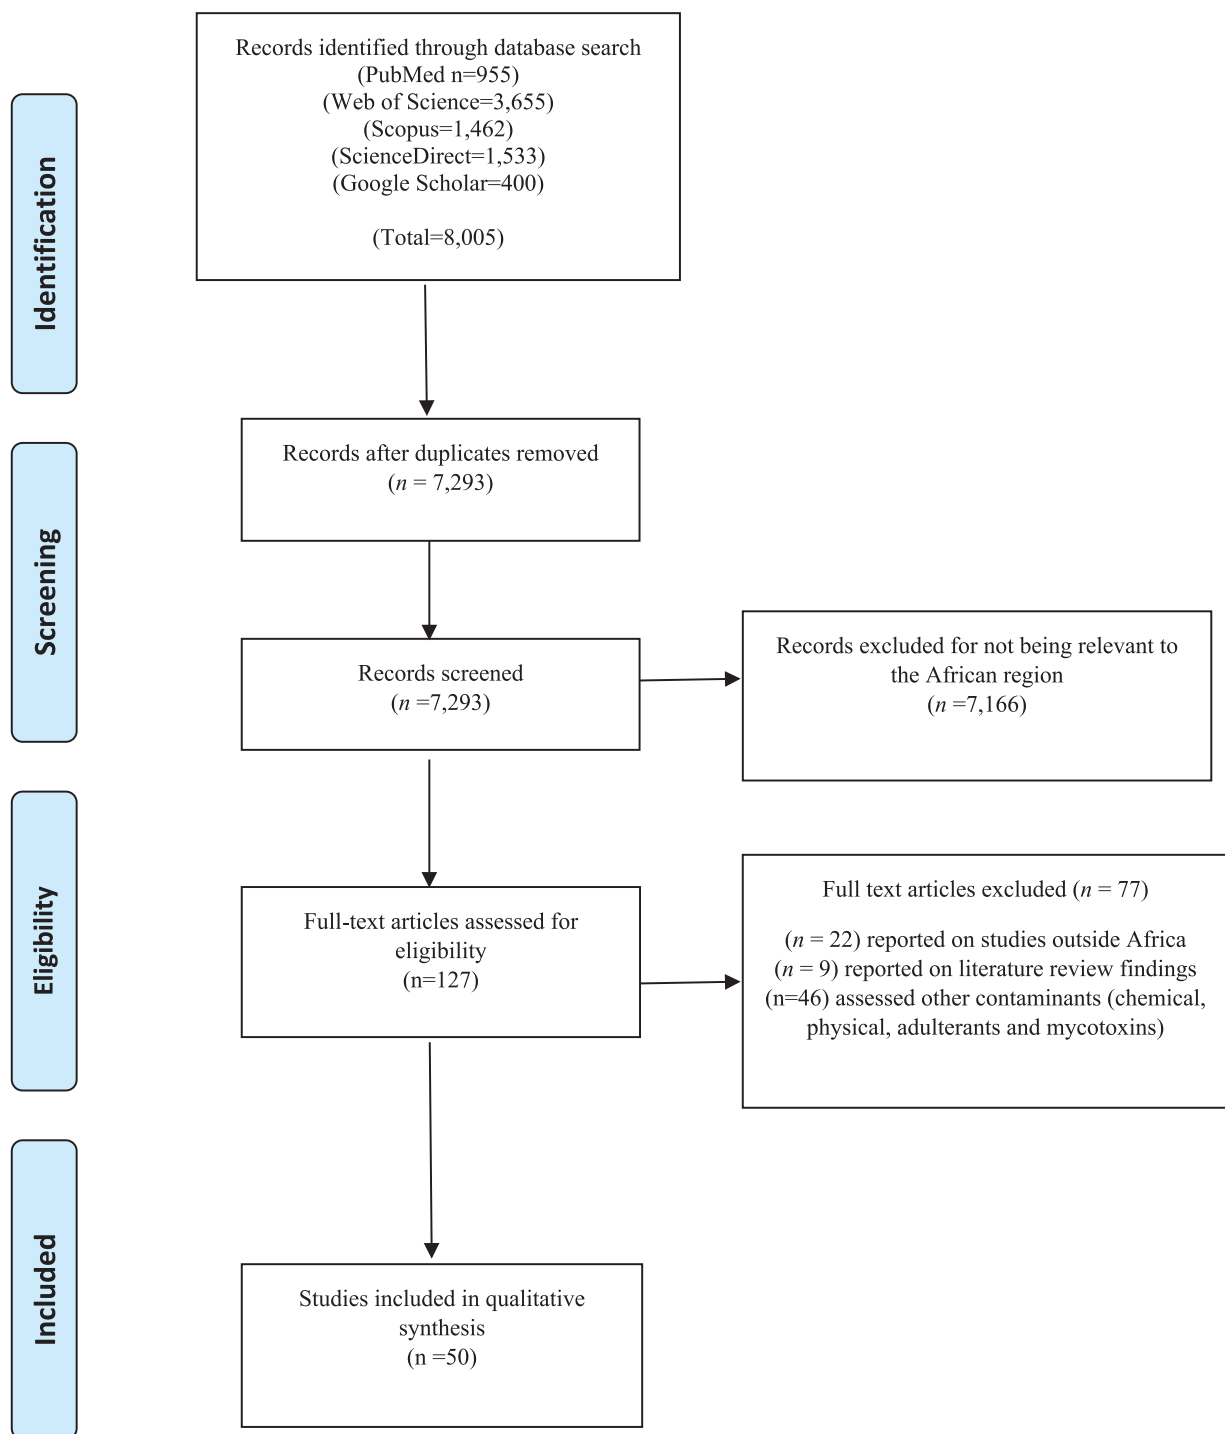 Records identified through database search
(PubMed n=955)
(Web of Science=3,655)
(Scopus=1,462)
(ScienceDirect=1,533)
(Google Scholar=400)
(Total=8,005)
Identification
Records after duplicates removed
(n = 7,293)
Screening
Records screened
(n =7,293)
Records excluded for not being relevant to
the African region
(n =7,166)
Eligibility
Full-text articles assessed for
eligibility
(n=127)
Full text articles excluded (n = 77)
(n = 22) reported on studies outside Africa
(n = 9) reported on literature review findings
(n=46) assessed other contaminants (chemical,
physical, adulterants and mycotoxins)
Included
Studies included in qualitative
synthesis
(n =50)